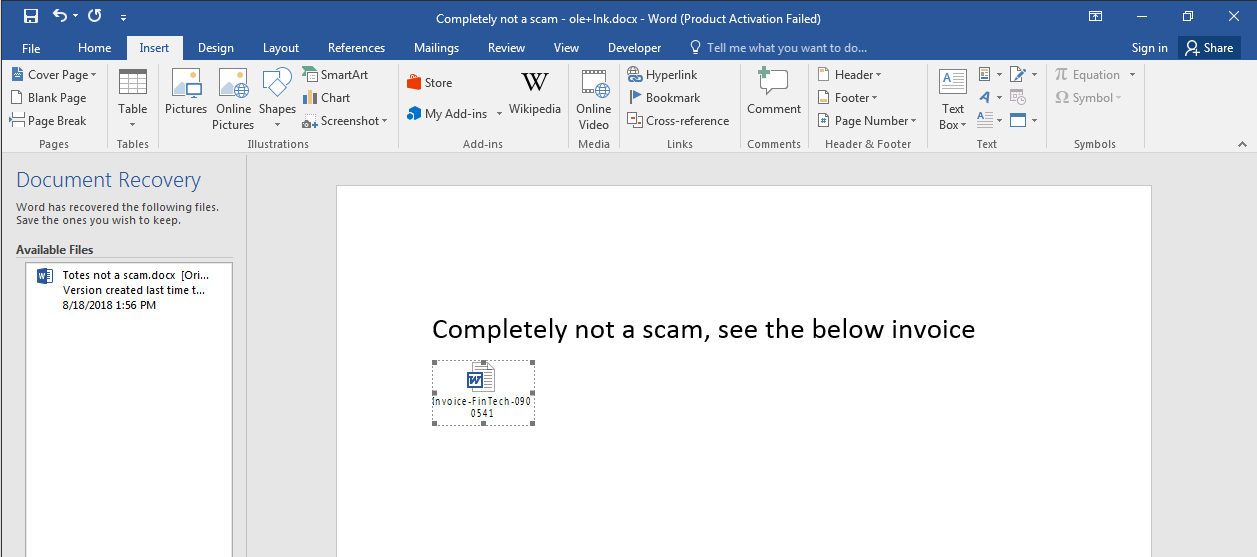 Completely not a scam - ole+lnk.docx - Word (Product Activation Failed)
File Home Insert Design Layout References Mailings Review View Developer Tell me what you want to do... Sign in Share
Cover Page
Blank Page
Page Break
Pages
Table
Tables
Pictures
Online
Pictures
Shapes
SmartArt
Chart
Screenshot
Illustrations
Store
My Add-ins
Wikipedia
Add-ins
Online
Video
Media
Hyperlink
Bookmark
Cross-reference
Links
Comment
Comments
Header
Footer
Page Number
Header & Footer
Text
Box
Text
Equation
Symbol
Symbols
Document Recovery
Word has recovered the following files.
Save the ones you wish to keep.
Available Files
Totes not a scam.docx [Ori...
Version created last time t...
8/18/2018 1:56 PM
Completely not a scam, see the below invoice
Invoice-FinTech-090
0541